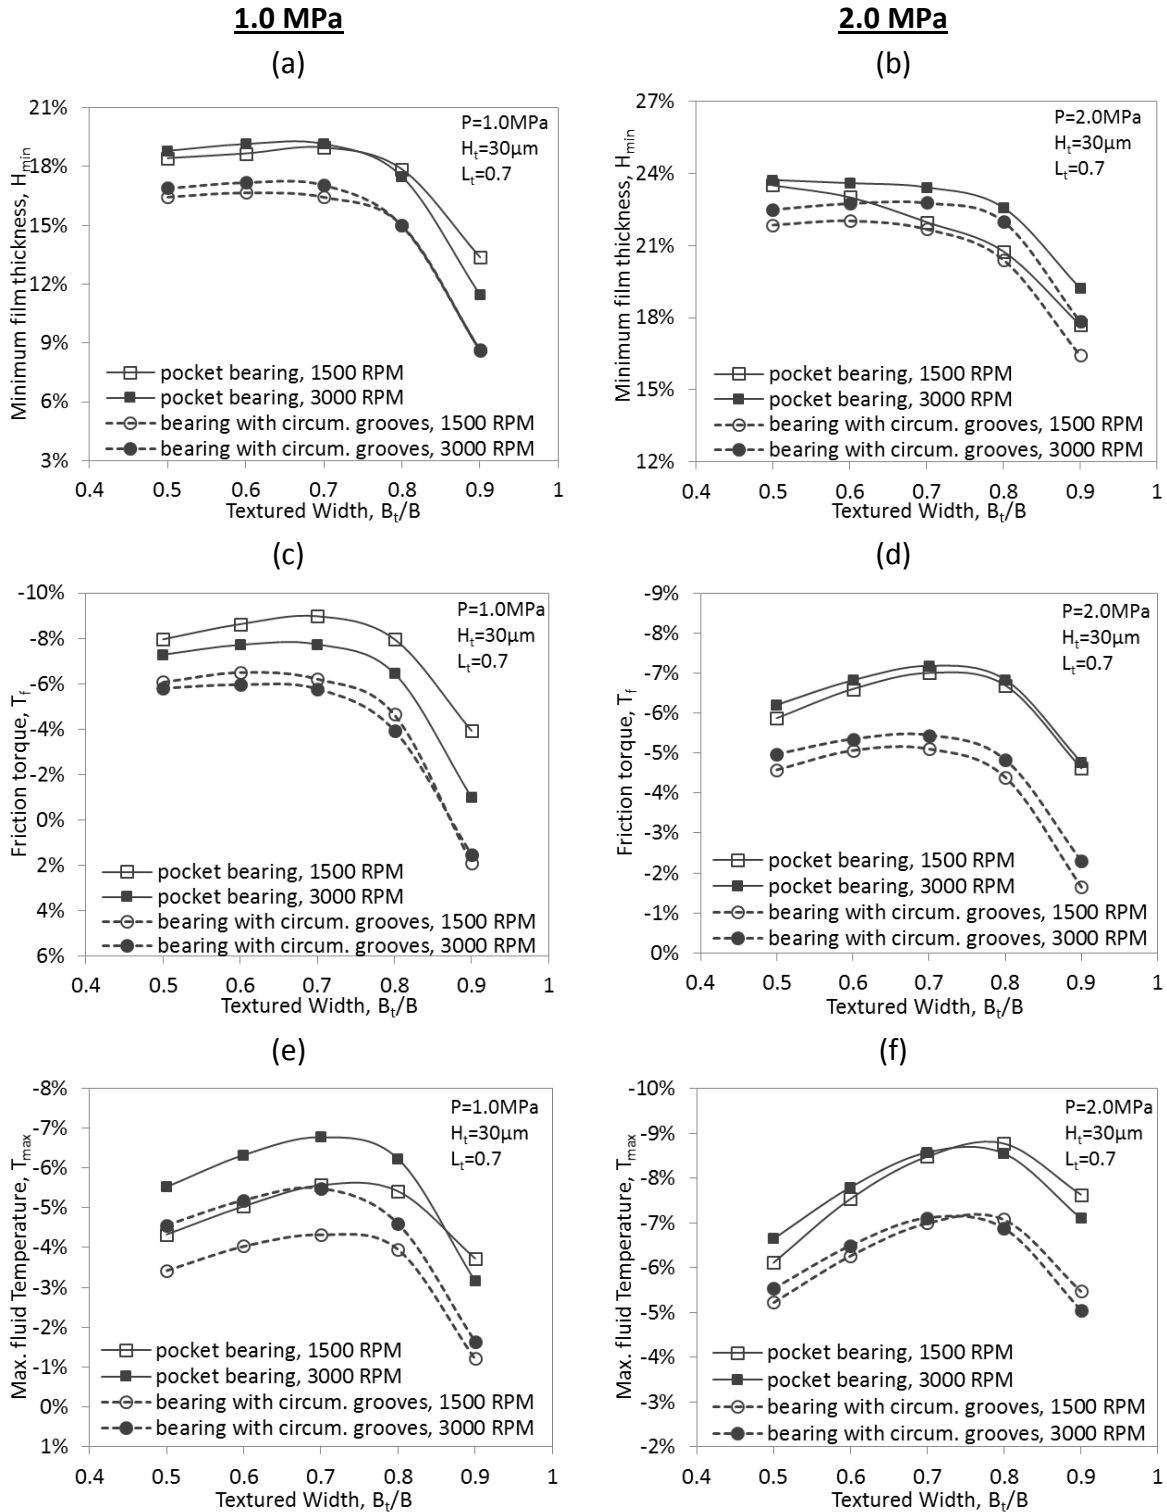 1.0 MPa
2.0 MPa
(a)
21%
18%
15%
12%
9%
6%
3%
Minimum film thickness, Hmin
P=1.0MPa
Ht=30μm
Lt=0.7
pocket bearing, 1500 RPM
pocket bearing, 3000 RPM
bearing with circum. grooves, 1500 RPM
bearing with circum. grooves, 3000 RPM
0.4 0.5 0.6 0.7 0.8 0.9 1
Textured Width, Bt/B
(b)
27%
24%
21%
18%
15%
12%
Minimum film thickness, Hmin
P=2.0MPa
Ht=30μm
Lt=0.7
pocket bearing, 1500 RPM
pocket bearing, 3000 RPM
bearing with circum. grooves, 1500 RPM
bearing with circum. grooves, 3000 RPM
0.4 0.5 0.6 0.7 0.8 0.9 1
Textured Width, Bt/B
(c)
-10%
-8%
-6%
-4%
-2%
0%
2%
4%
6%
Friction torque, Tf
P=1.0MPa
Ht=30μm
Lt=0.7
pocket bearing, 1500 RPM
pocket bearing, 3000 RPM
bearing with circum. grooves, 1500 RPM
bearing with circum. grooves, 3000 RPM
0.4 0.5 0.6 0.7 0.8 0.9 1
Textured Width, Bt/B
(d)
-9%
-8%
-7%
-6%
-5%
-4%
-3%
-2%
-1%
0%
Friction torque, Tf
P=2.0MPa
Ht=30μm
Lt=0.7
pocket bearing, 1500 RPM
pocket bearing, 3000 RPM
bearing with circum. grooves, 1500 RPM
bearing with circum. grooves, 3000 RPM
0.4 0.5 0.6 0.7 0.8 0.9 1
Textured Width, Bt/B
(e)
-8%
-7%
-6%
-5%
-4%
-3%
-2%
-1%
0%
1%
Max. fluid Temperature, Tmax
P=1.0MPa
Ht=30μm
Lt=0.7
pocket bearing, 1500 RPM
pocket bearing, 3000 RPM
bearing with circum. grooves, 1500 RPM
bearing with circum. grooves, 3000 RPM
0.4 0.5 0.6 0.7 0.8 0.9 1
Textured Width, Bt/B
(f)
-10%
-9%
-8%
-7%
-6%
-5%
-4%
-3%
-2%
Max. fluid Temperature, Tmax
P=2.0MPa
Ht=30μm
Lt=0.7
pocket bearing, 1500 RPM
pocket bearing, 3000 RPM
bearing with circum. grooves, 1500 RPM
bearing with circum. grooves, 3000 RPM
0.4 0.5 0.6 0.7 0.8 0.9 1
Textured Width, Bt/B